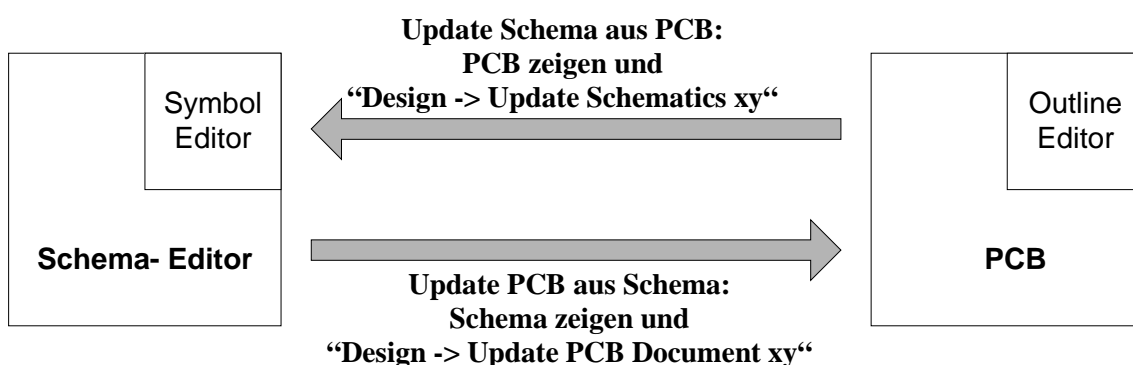 Update Schema aus PCB:
PCB zeigen und
“Design -> Update Schematics xy“
Symbol
Editor
Outline
Editor
Schema- Editor
PCB
Update PCB aus Schema:
Schema zeigen und
“Design -> Update PCB Document xy“